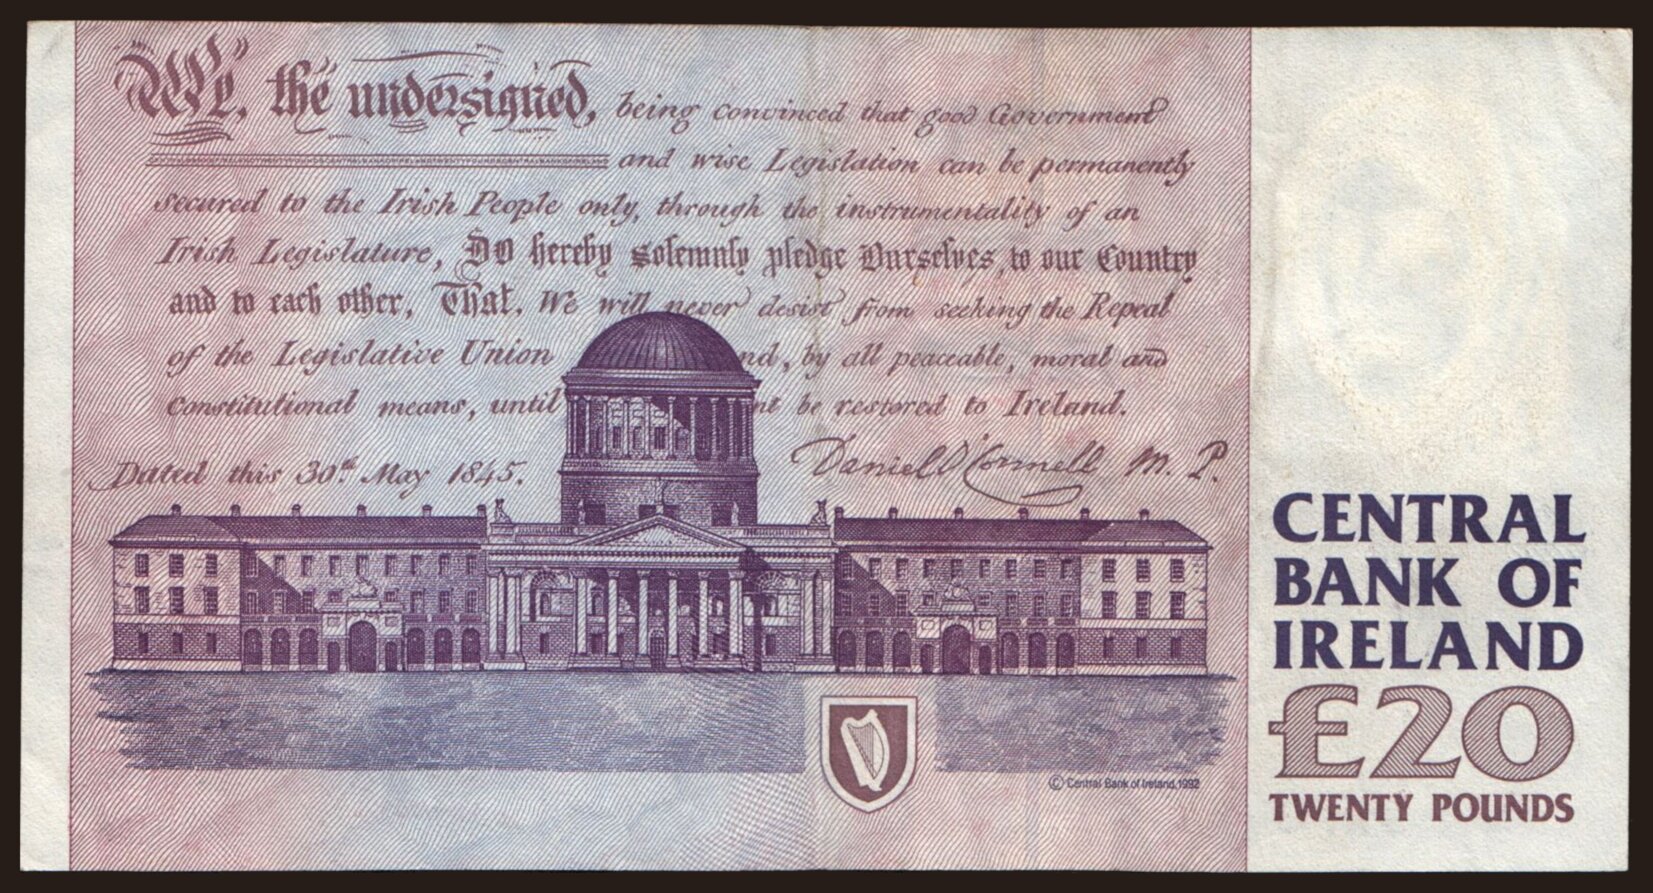 We, the undersigned, being convinced that good Government
and wise Legislation can be permanently
secured to the Irish People only, through the instrumentality of an
Irish Legislature, Do hereby solemnly pledge Ourselves, to our Country
and to each other, That, We will never desist from seeking the Repeal
of the Legislative Union nd, by all peaceable, moral and
constitutional means, until nt be restored to Ireland.
Dated this 30th May 1845.
Daniel O'Connell M. P.
© Central Bank of Ireland, 1992
CENTRAL
BANK OF
IRELAND
£20
TWENTY POUNDS